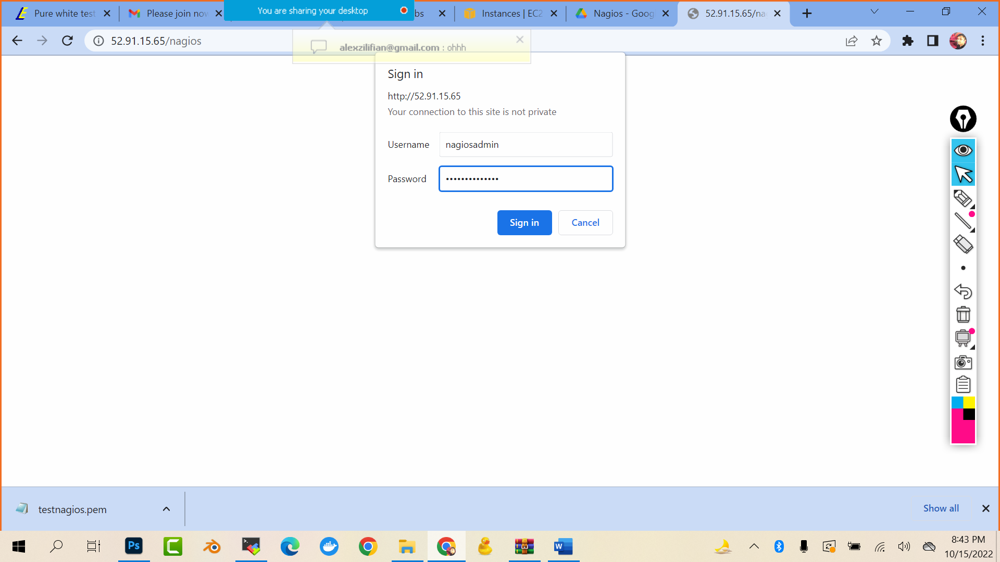 Pure white test
Please join now
You are sharing your desktop
bs
Instances | EC2
Nagios - Goog
52.91.15.65/na
52.91.15.65/nagios
alexzilifian@gmail.com : ohhh
Sign in
http://52.91.15.65
Your connection to this site is not private
Username
nagiosadmin
Password
••••••••••••••
Sign in
Cancel
testnagios.pem
Show all
Ps
C
W
8:43 PM
10/15/2022